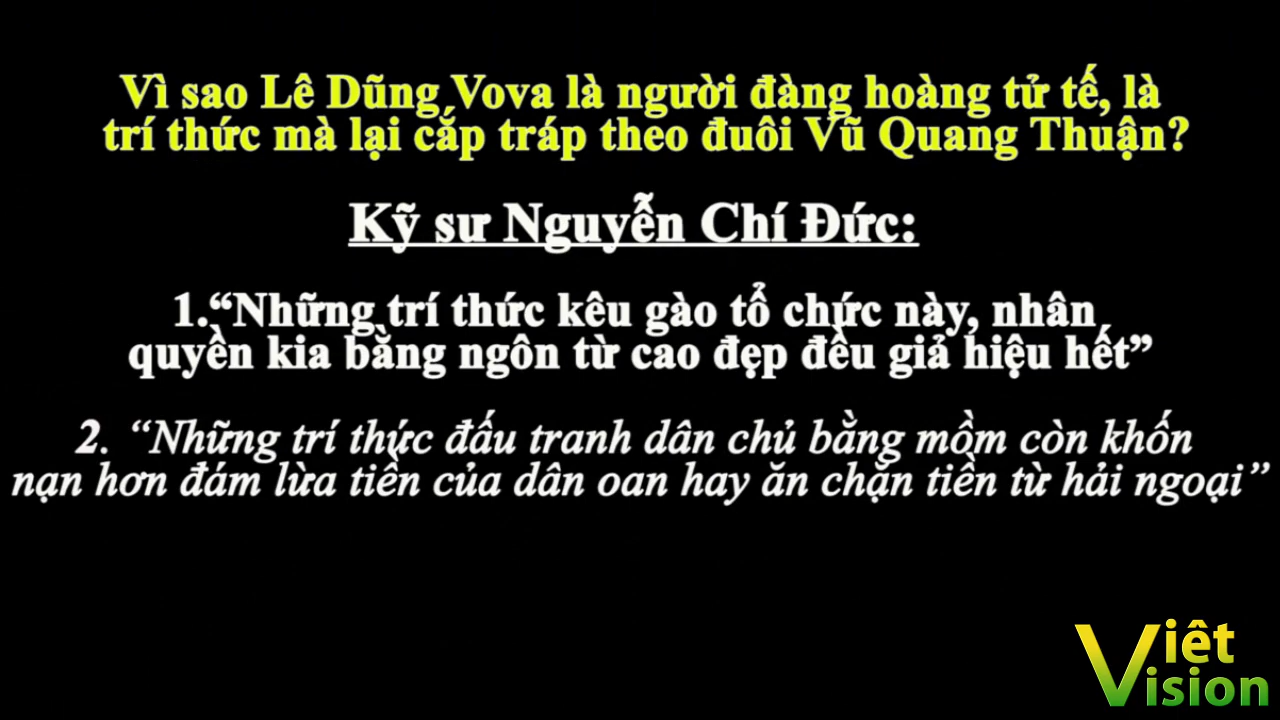 Vì sao Lê Dũng Vova là người đàng hoàng tử tế, là
trí thức mà lại cắp tráp theo đuôi Vũ Quang Thuận?
Kỹ sư Nguyễn Chí Đức:
1.“Những trí thức kêu gào tổ chức này, nhân
quyền kia bằng ngôn từ cao đẹp đều giả hiệu hết”
2. “Những trí thức đấu tranh dân chủ bằng mồm còn khốn
nạn hơn đám lừa tiền của dân oan hay ăn chặn tiền từ hải ngoại”
Việt
Vision